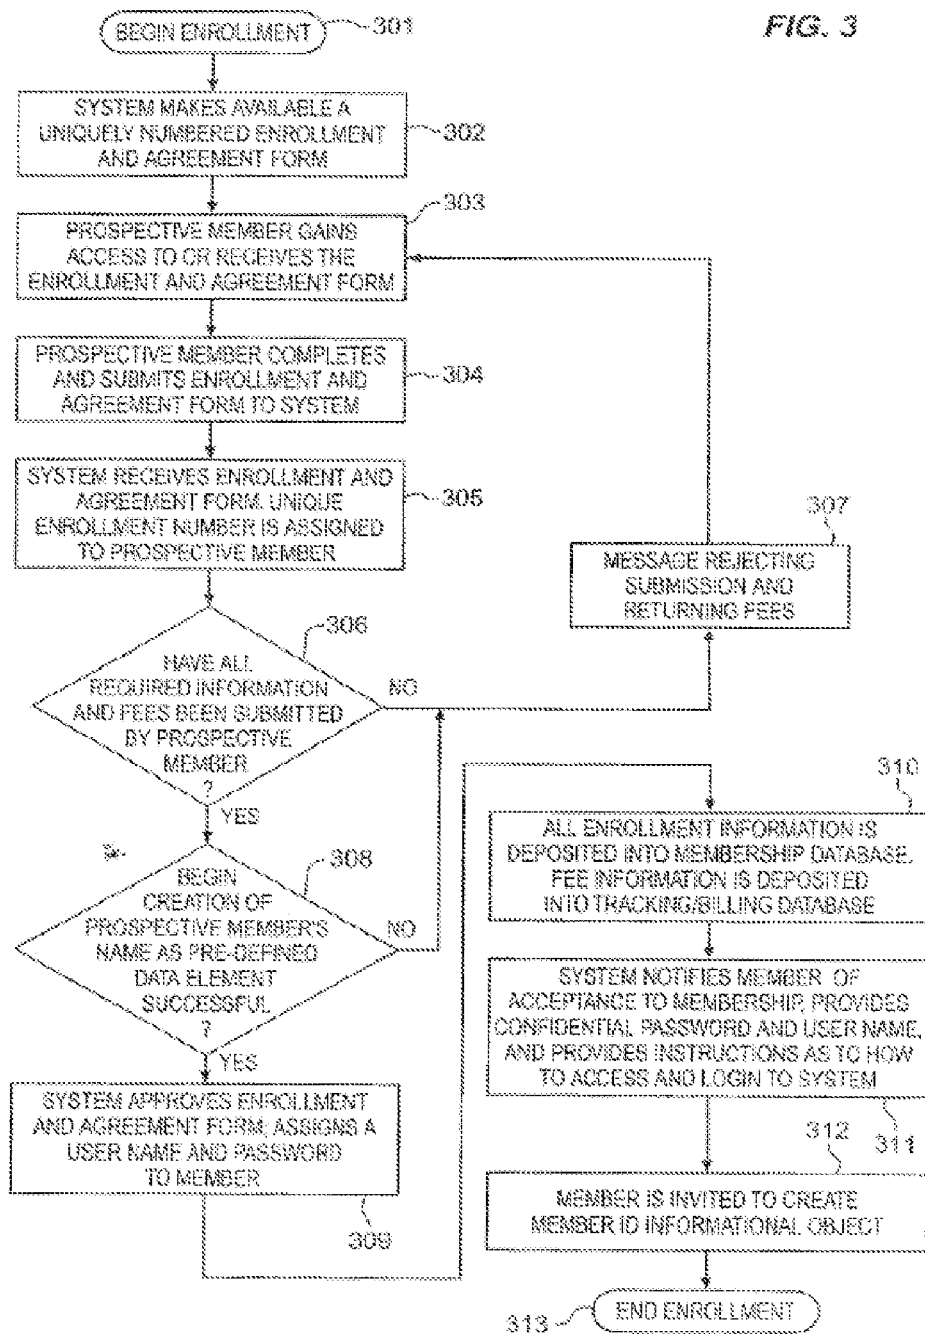 FIG. 3
BEGIN ENROLLMENT
301
SYSTEM MAKES AVAILABLE A
UNIQUELY NUMBERED ENROLLMENT
AND AGREEMENT FORM
302
303
PROSPECTIVE MEMBER GAINS
ACCESS TO OR RECEIVES THE
ENROLLMENT AND AGREEMENT FORM
PROSPECTIVE MEMBER COMPLETES
AND SUBMITS ENROLLMENT AND
AGREEMENT FORM TO SYSTEM
304
SYSTEM RECEIVES ENROLLMENT AND
AGREEMENT FORM. UNIQUE
ENROLLMENT NUMBER IS ASSIGNED
TO PROSPECTIVE MEMBER
305
306
HAVE ALL
REQUIRED INFORMATION
AND FEES BEEN SUBMITTED
BY PROSPECTIVE
MEMBER
?
NO
YES
307
MESSAGE REJECTING
SUBMISSION AND
RETURNING FEES
308
BEGIN
CREATION OF
PROSPECTIVE MEMBER'S
NAME AS PRE-DEFINED
DATA ELEMENT
SUCCESSFUL
?
NO
YES
SYSTEM APPROVES ENROLLMENT
AND AGREEMENT FORM, ASSIGNS A
USER NAME AND PASSWORD
TO MEMBER
309
310
ALL ENROLLMENT INFORMATION IS
DEPOSITED INTO MEMBERSHIP DATABASE.
FEE INFORMATION IS DEPOSITED
INTO TRACKING/BILLING DATABASE
SYSTEM NOTIFIES MEMBER OF
ACCEPTANCE TO MEMBERSHIP, PROVIDES
CONFIDENTIAL PASSWORD AND USER NAME,
AND PROVIDES INSTRUCTIONS AS TO HOW
TO ACCESS AND LOGIN TO SYSTEM
311
312
MEMBER IS INVITED TO CREATE
MEMBER ID INFORMATIONAL OBJECT
END ENROLLMENT
313